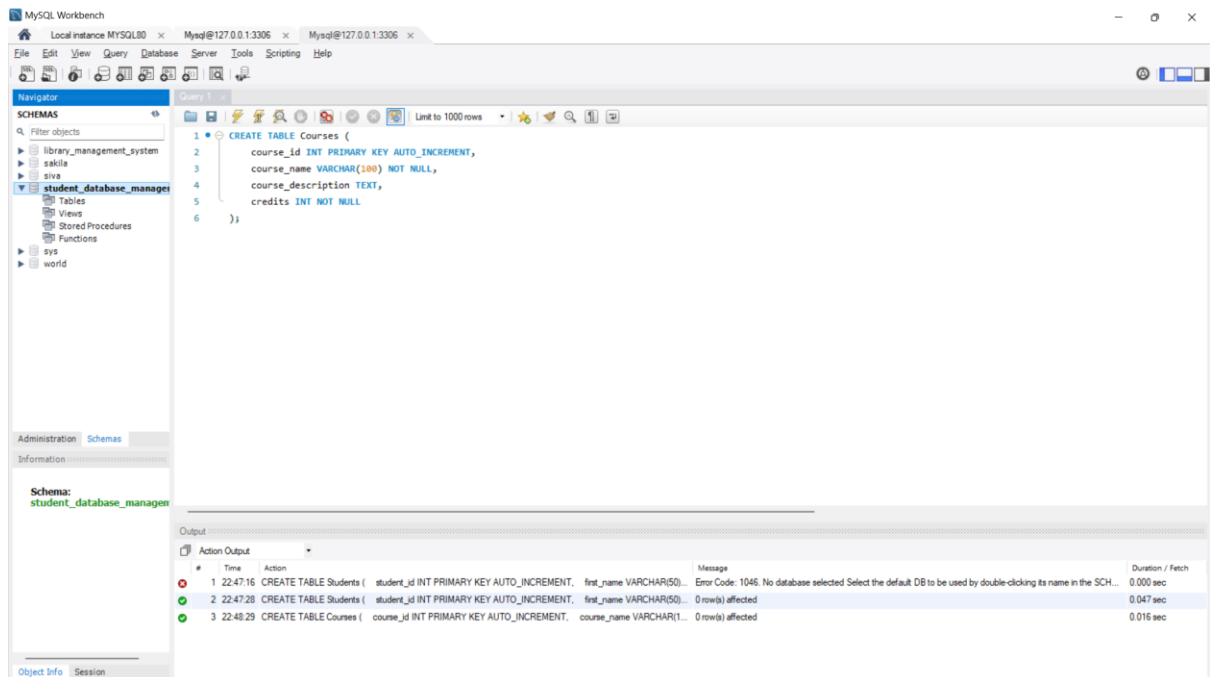 MySQL Workbench
Local instance MYSQL80 × Mysql@127.0.0.1:3306 × Mysql@127.0.0.1:3306 ×
File Edit View Query Database Server Tools Scripting Help
Navigator
SCHEMAS
Filter objects
library_management_system
sakila
siva
student_database_manager
Tables
Views
Stored Procedures
Functions
sys
world
Administration Schemas
Information
Schema:
student_database_managem
Object Info Session
Query 1 ×
Limit to 1000 rows
1 CREATE TABLE Courses (
2 course_id INT PRIMARY KEY AUTO_INCREMENT,
3 course_name VARCHAR(100) NOT NULL,
4 course_description TEXT,
5 credits INT NOT NULL
6 );
Output
Action Output
# Time Action Message Duration / Fetch
1 22:47:16 CREATE TABLE Students ( student_id INT PRIMARY KEY AUTO_INCREMENT, first_name VARCHAR(50)... Error Code: 1046. No database selected Select the default DB to be used by double-clicking its name in the SCH... 0.000 sec
2 22:47:28 CREATE TABLE Students ( student_id INT PRIMARY KEY AUTO_INCREMENT, first_name VARCHAR(50)... 0 row(s) affected 0.047 sec
3 22:48:29 CREATE TABLE Courses ( course_id INT PRIMARY KEY AUTO_INCREMENT, course_name VARCHAR(1... 0 row(s) affected 0.016 sec